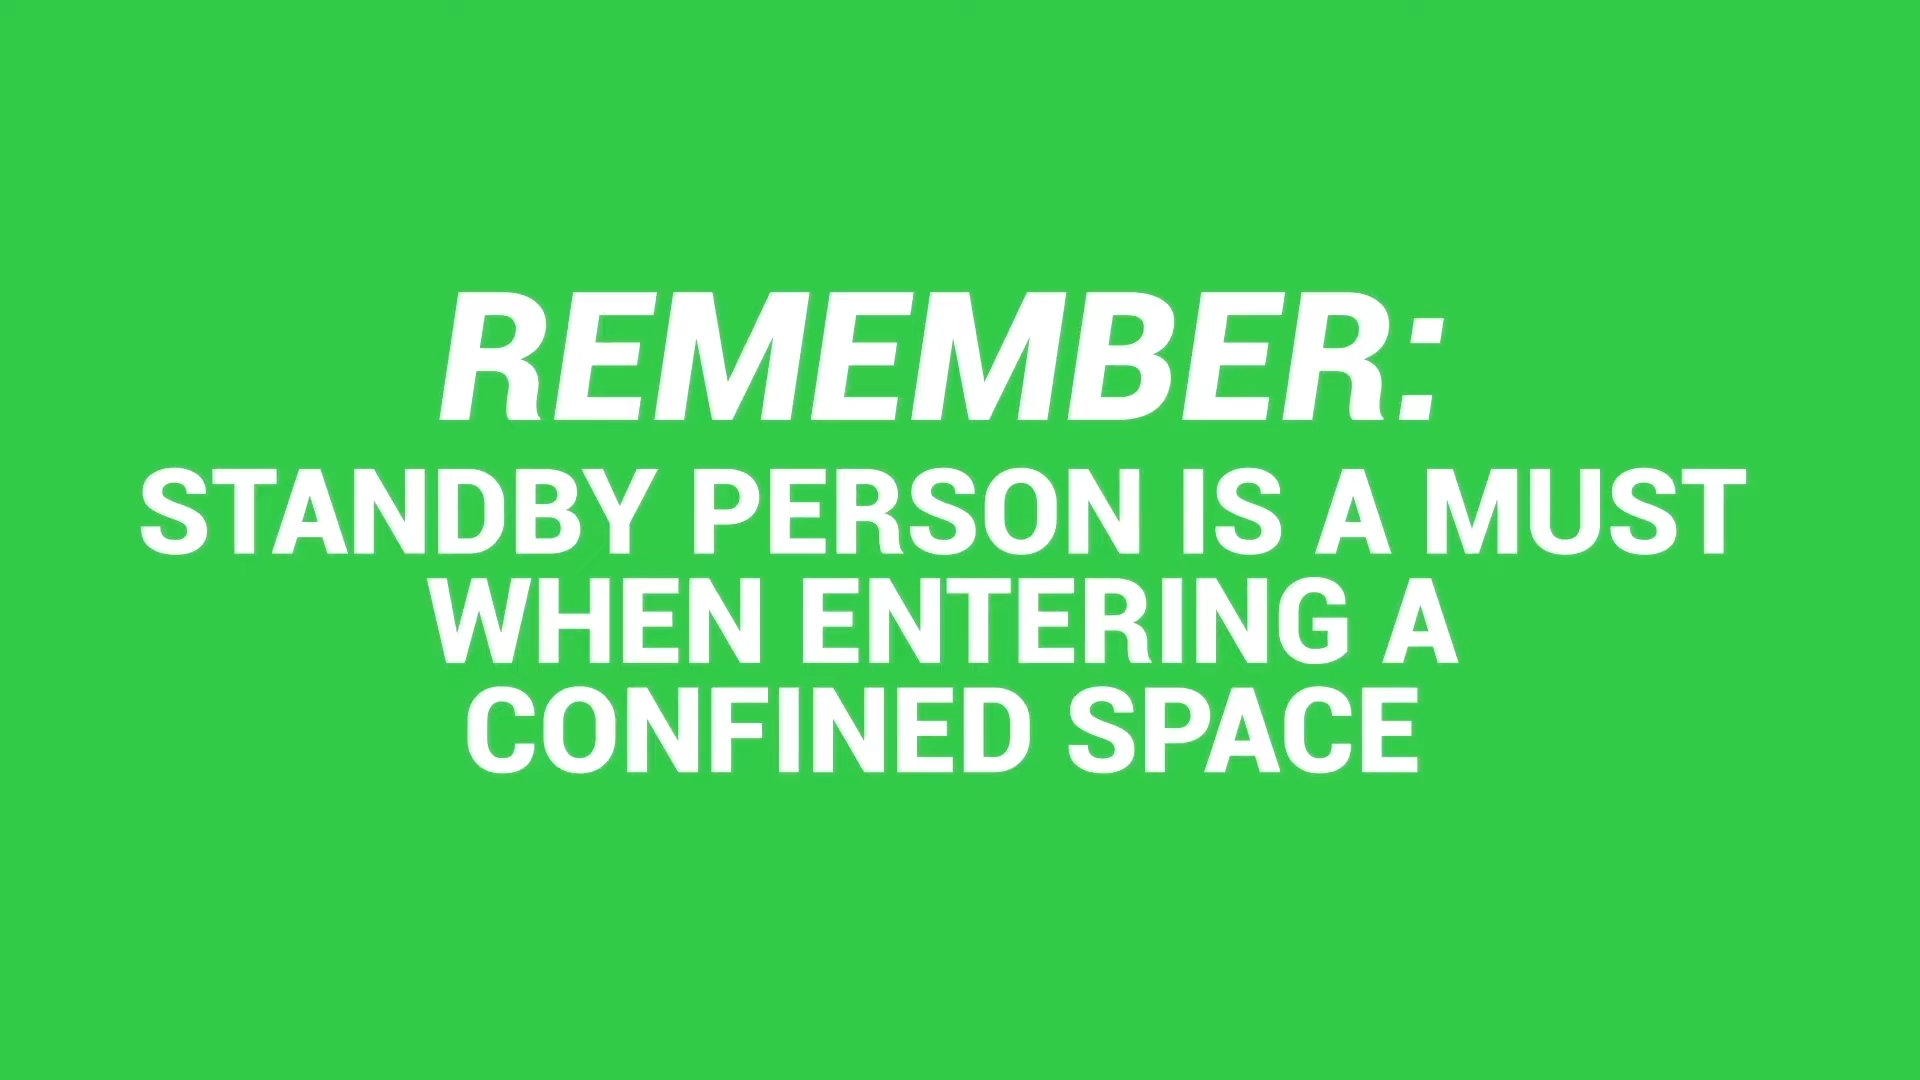 REMEMBER:
STANDBY PERSON IS A MUST
WHEN ENTERING A
CONFINED SPACE